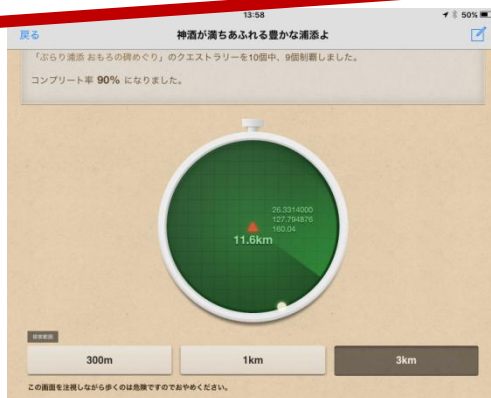 13:58
50%
戻る
神酒が満ちあふれる豊かな浦添よ
「ぶらり浦添 おもろの碑めぐり」のクエストラリーを10個中、9個制覇しました。
コンプリート率 90% になりました。
26.3314000
127.794876
160.04
11.6km
探索範囲
300m
1km
3km
この画面を注視しながら歩くのは危険ですのでおやめください。